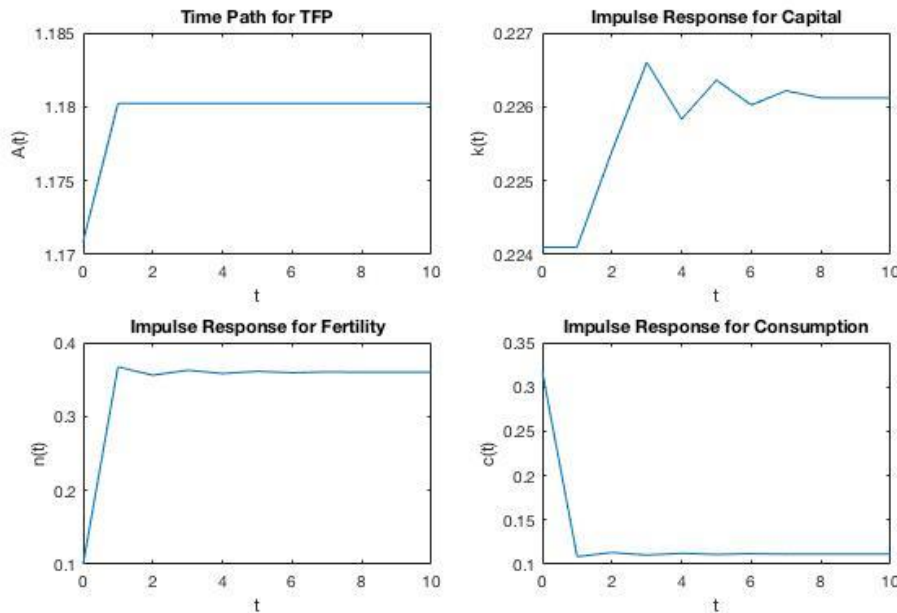 Time Path for TFP
1.185
1.18
1.175
1.17
A(t)
0 2 4 6 8 10
t
Impulse Response for Capital
0.227
0.226
0.225
0.224
k(t)
0 2 4 6 8 10
t
Impulse Response for Fertility
0.4
0.3
0.2
0.1
n(t)
0 2 4 6 8 10
t
Impulse Response for Consumption
0.35
0.3
0.25
0.2
0.15
0.1
c(t)
0 2 4 6 8 10
t